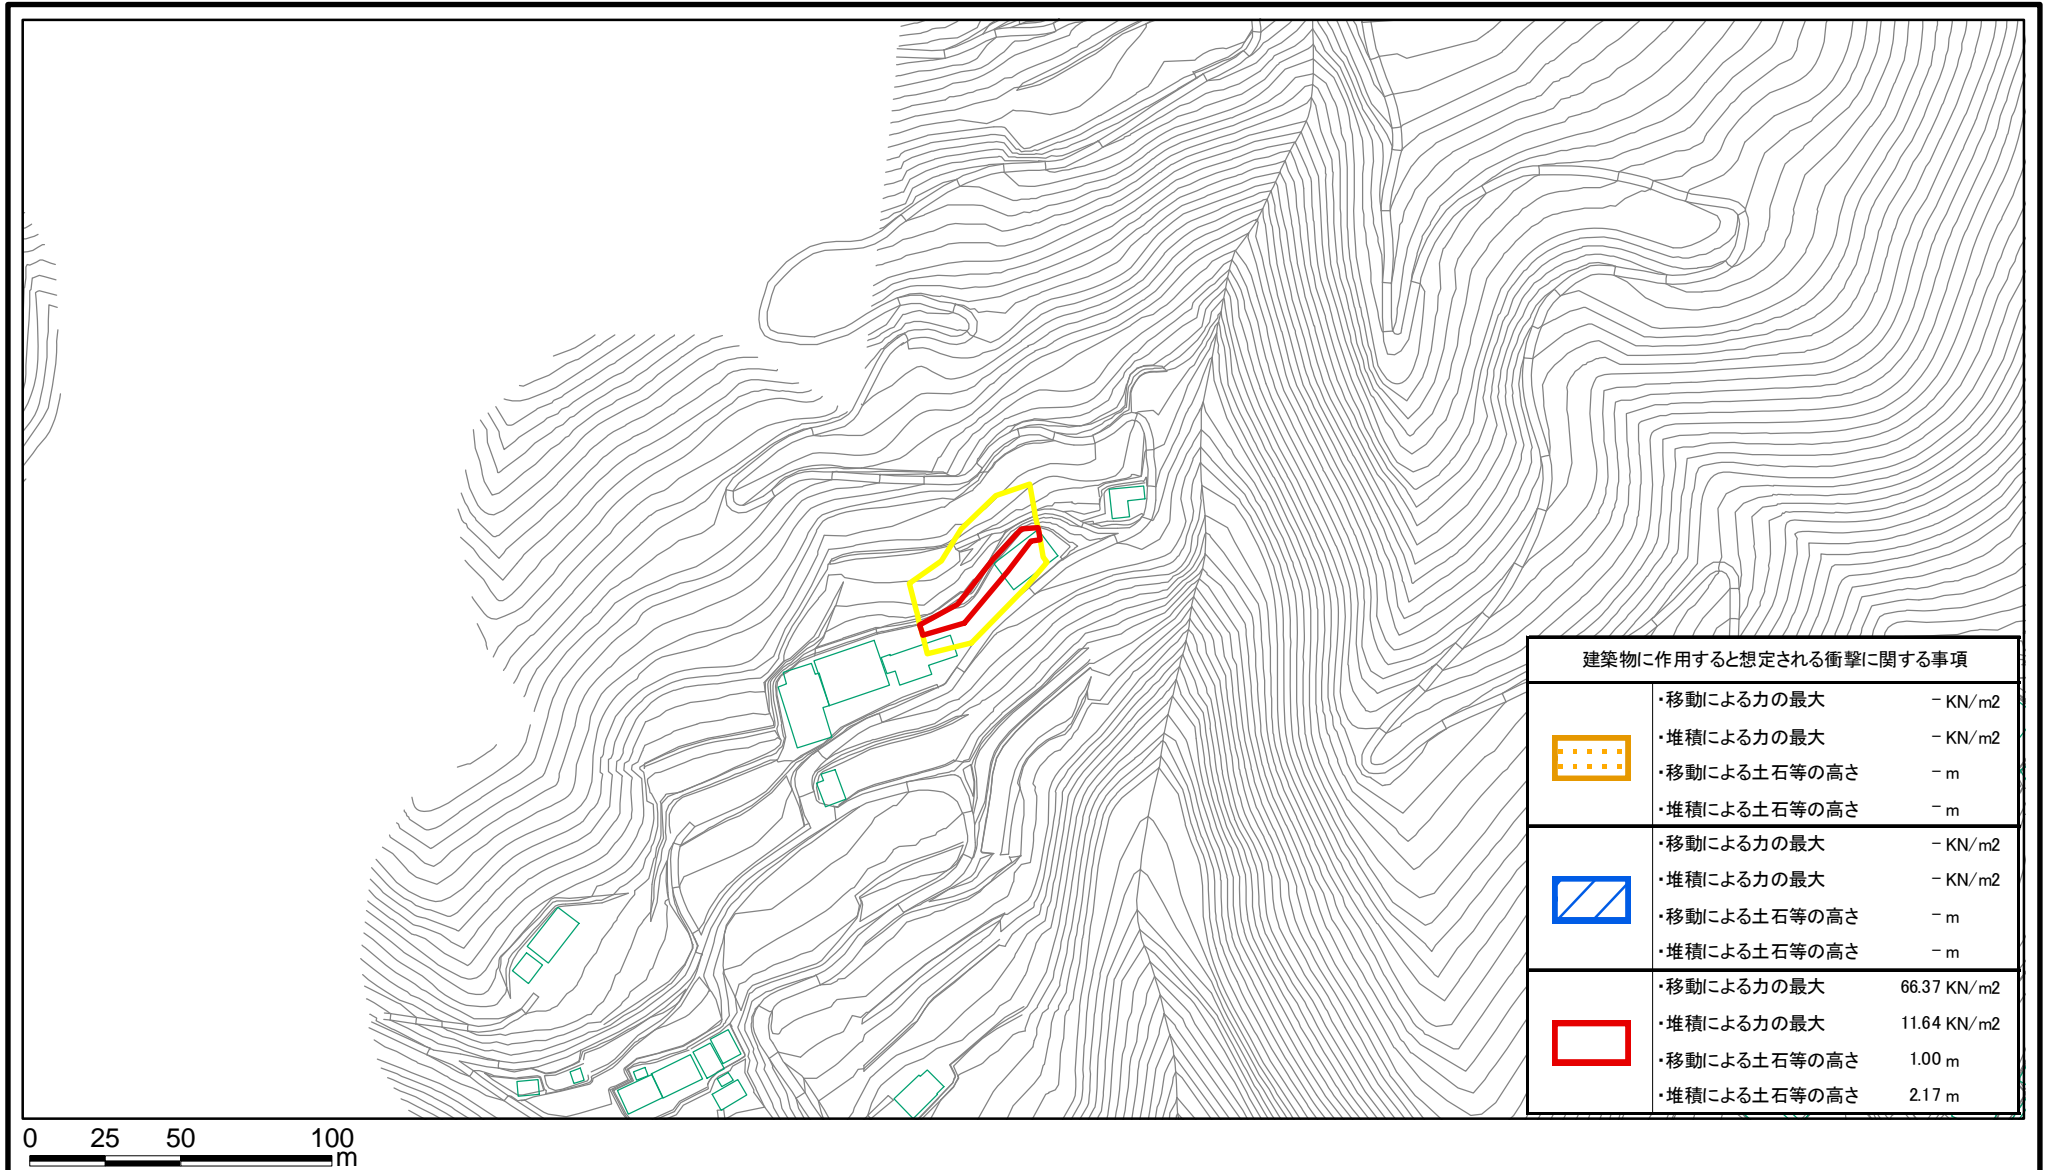 建築物に作用すると想定される衝撃に関する事項
・移動による力の最大 - KN/m2
・堆積による力の最大 - KN/m2
・移動による土石等の高さ - m
・堆積による土石等の高さ - m
・移動による力の最大 - KN/m2
・堆積による力の最大 - KN/m2
・移動による土石等の高さ - m
・堆積による土石等の高さ - m
・移動による力の最大 66.37 KN/m2
・堆積による力の最大 11.64 KN/m2
・移動による土石等の高さ 1.00 m
・堆積による土石等の高さ 2.17 m
0 25 50 100
m